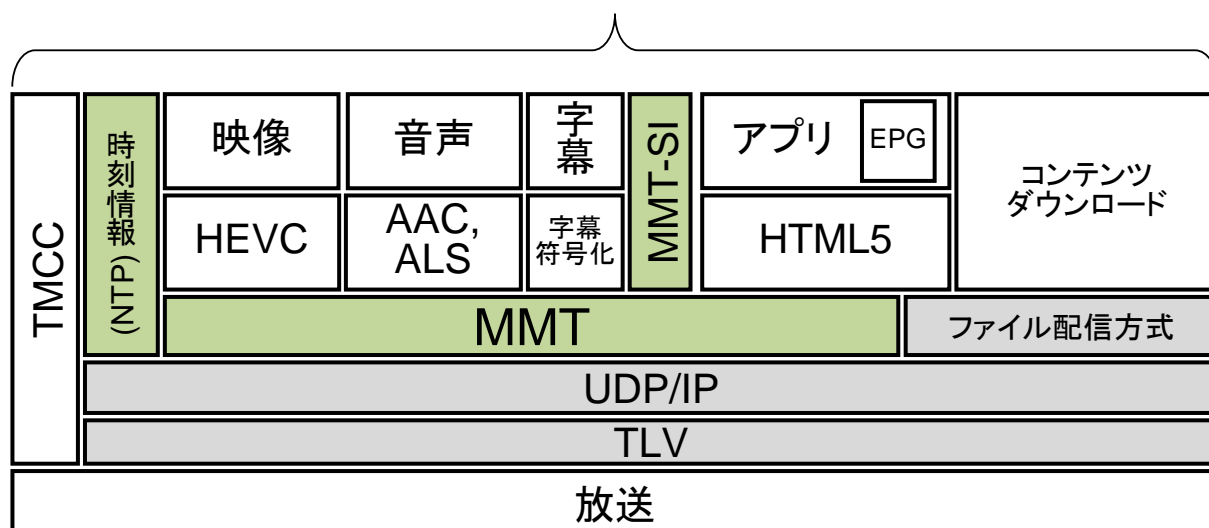 TMCC
時刻情報(NTP)
映像
音声
字幕
MMT-SI
アプリ
EPG
コンテンツ
ダウンロード
HEVC
AAC,
ALS
字幕
符号化
HTML5
MMT
ファイル配信方式
UDP/IP
TLV
放送